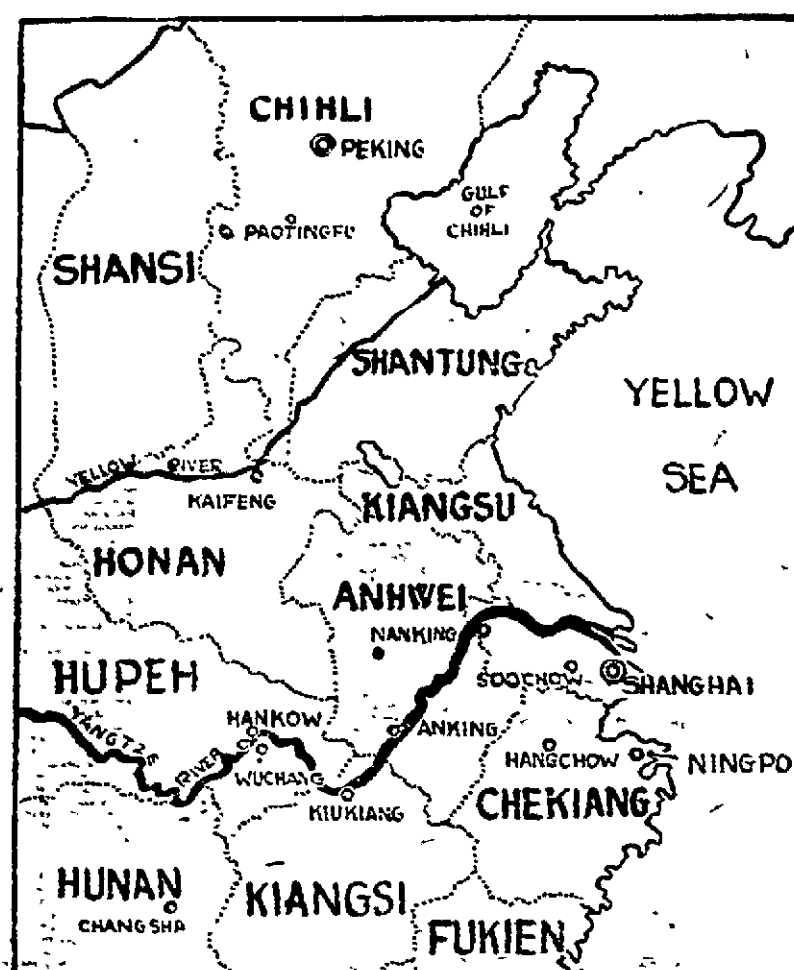 CHIHLI
PEKING
GULF
OF
CHIHLI
PAOTINGFU
SHANSI
SHANTUNG
YELLOW
SEA
YELLOW RIVER
KAIFENG
KIANGSU
HONAN
ANHWEI
NANKING
HUPEH
SOOCHOW
SHANGHAI
YANGTZE RIVER
HANKOW
ANKING
WUCHANG
HANGCHOW
NINGPO
KIUKIANG
CHEKIANG
HUNAN
CHANGSHA
KIANGSI
FUKIEN